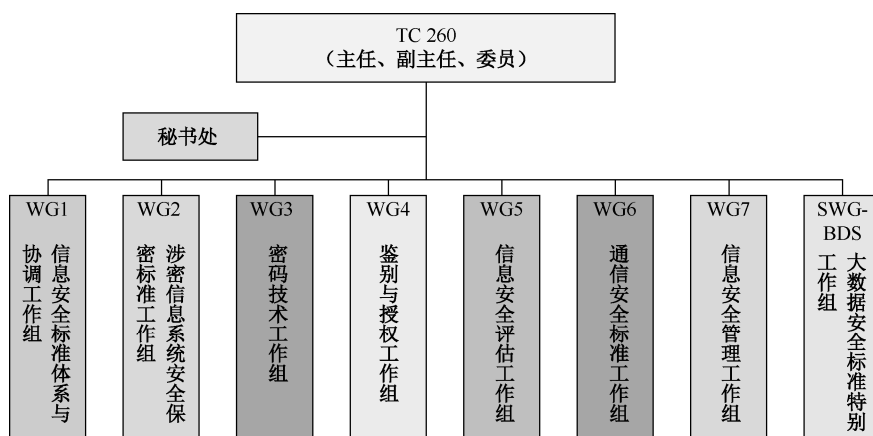 TC 260
（主任、副主任、委员）
秘书处
WG1
信息安全标准体系与
协调工作组
WG2
涉密信息系统安全保
密标准工作组
WG3
密码技术工作组
WG4
鉴别与授权工作组
WG5
信息安全评估工作组
WG6
通信安全标准工作组
WG7
信息安全管理工作组
SWG-
BDS
大数据安全标准特别
工作组